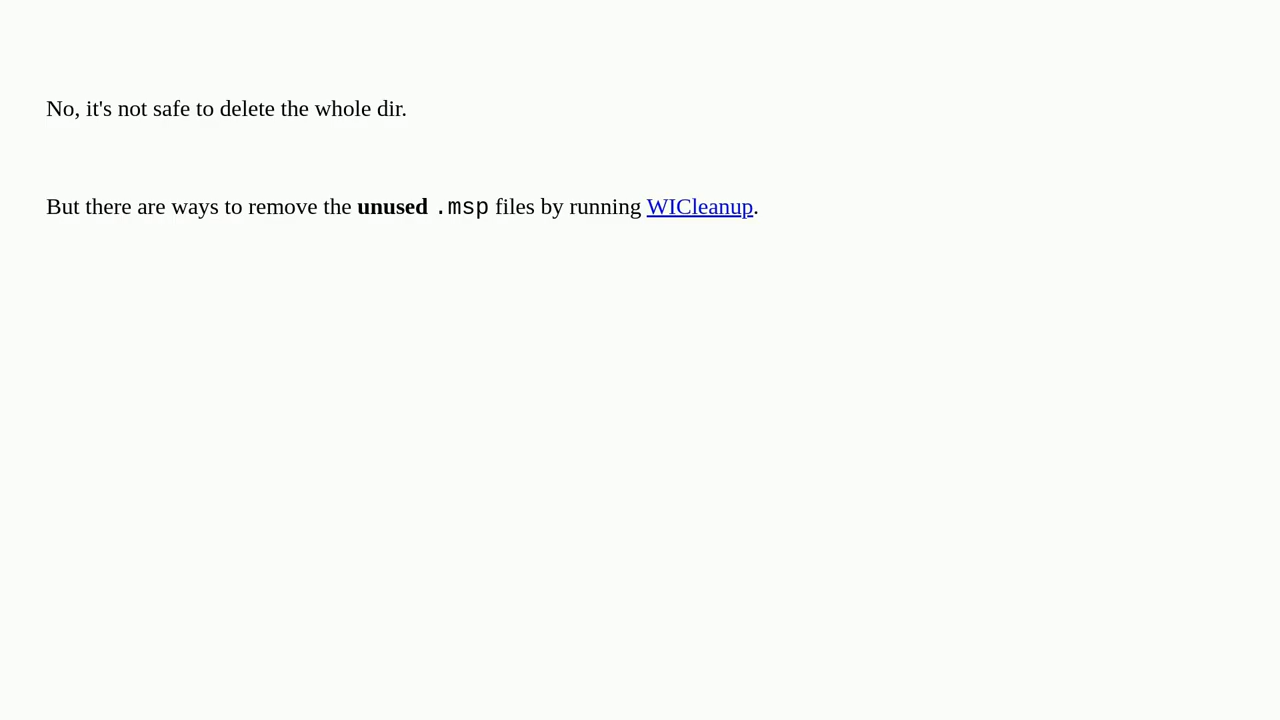 No, it's not safe to delete the whole dir.
But there are ways to remove the unused .msp files by running WICleanup.